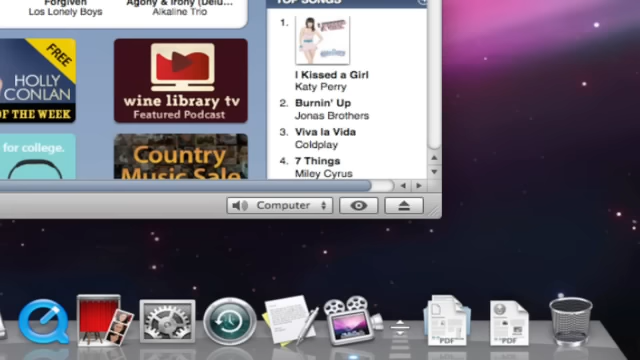 Forgiven
Los Lonely Boys
Agony & Irony (Delu...
Alkaline Trio
TOP SONGS
FREE
HOLLY
CONLAN
OF THE WEEK
wine library tv
Featured Podcast
for college.
Country
Music Sale
1.
I Kissed a Girl
Katy Perry
2. Burnin' Up
Jonas Brothers
3. Viva la Vida
Coldplay
4. 7 Things
Miley Cyrus
Computer
PDF
PDF